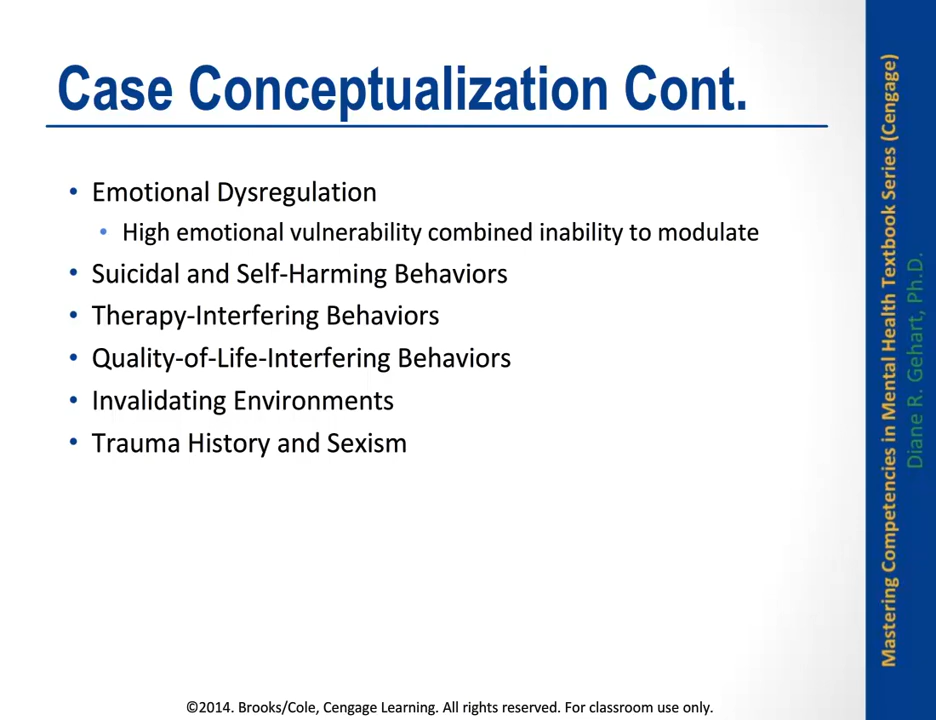 Case Conceptualization Cont.
• Emotional Dysregulation
• High emotional vulnerability combined inability to modulate
• Suicidal and Self-Harming Behaviors
• Therapy-Interfering Behaviors
• Quality-of-Life-Interfering Behaviors
• Invalidating Environments
• Trauma History and Sexism
©2014. Brooks/Cole, Cengage Learning. All rights reserved. For classroom use only.
Mastering Competencies in Mental Health Textbook Series (Cengage)
Diane R. Gehart, Ph.D.